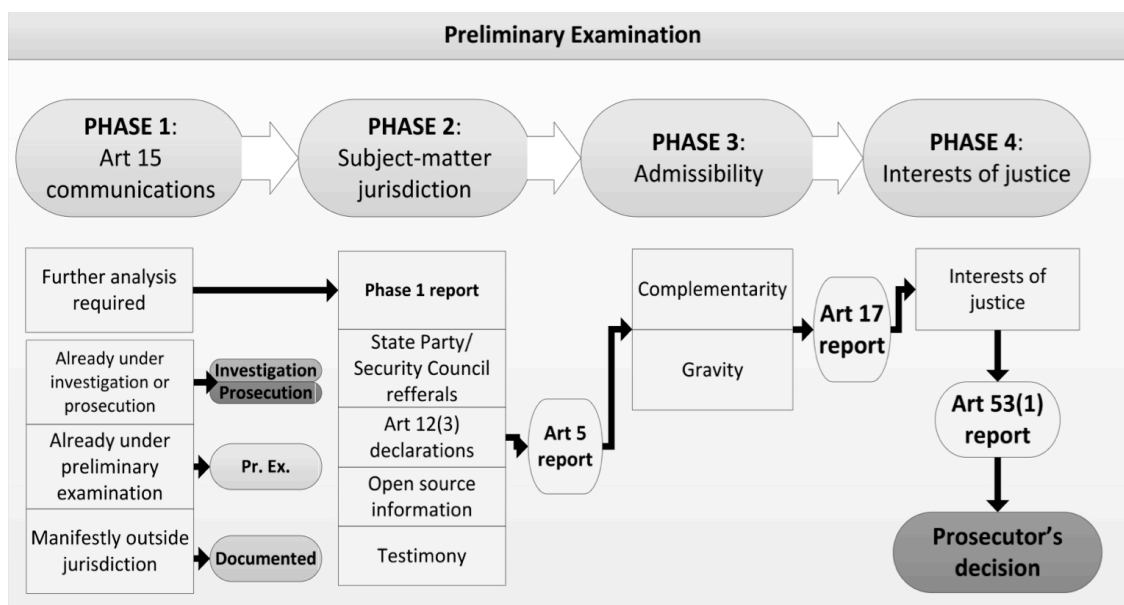 Preliminary Examination
PHASE 1:
Art 15
communications
PHASE 2:
Subject-matter
jurisdiction
PHASE 3:
Admissibility
PHASE 4:
Interests of justice
Further analysis
required
Already under
investigation or
prosecution
Investigation
Prosecution
Already under
preliminary
examination
Pr. Ex.
Manifestly outside
jurisdiction
Documented
Phase 1 report
State Party/
Security Council
refferals
Art 12(3)
declarations
Open source
information
Testimony
Art 5
report
Complementarity
Gravity
Art 17
report
Interests
of justice
Art 53(1)
report
Prosecutor’s
decision